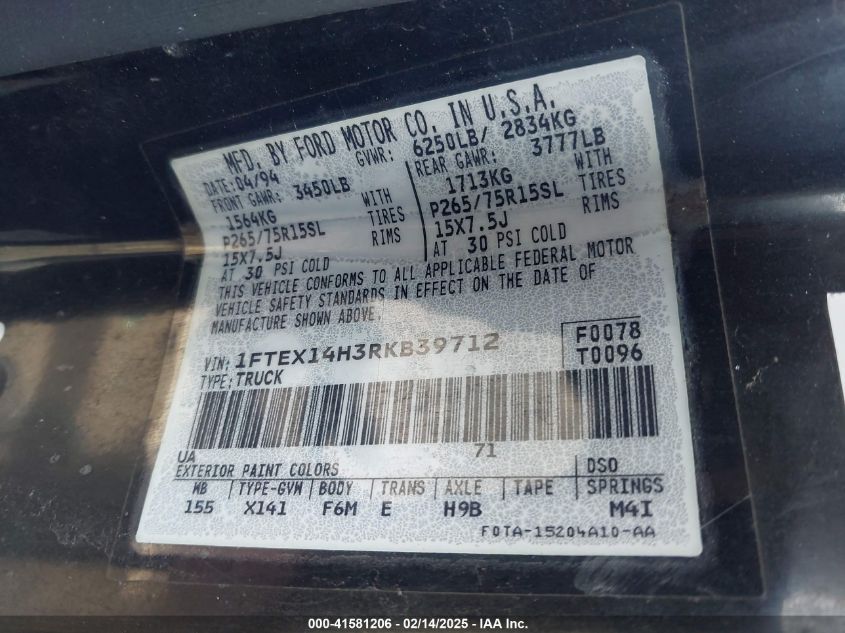 MFD. BY FORD MOTOR CO. IN U.S.A.
DATE: 04/94 GVWR: 6250LB/ 2834KG
FRONT GAWR: 3450LB REAR GAWR: 3777LB
1564KG WITH 1713KG WITH
P265/75R15SL TIRES P265/75R15SL TIRES
15X7.5J RIMS 15X7.5J RIMS
AT 30 PSI COLD AT 30 PSI COLD
THIS VEHICLE CONFORMS TO ALL APPLICABLE FEDERAL MOTOR
VEHICLE SAFETY STANDARDS IN EFFECT ON THE DATE OF
MANUFACTURE SHOWN ABOVE.
VIN: 1FTEX14H3RKB39712 F0078
TYPE: TRUCK T0096
UA 71
EXTERIOR PAINT COLORS DSO
WB TYPE-GVW BODY TRANS AXLE TAPE SPRINGS
155 X141 F6M E H9B M4I
F0TA-15204A10-AA
000-41581206 - 02/14/2025 - IAA Inc.